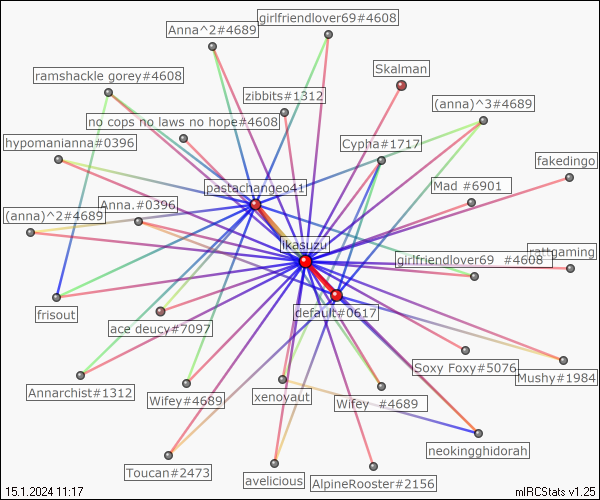 girlfriendlover69#4608
Anna^2#4689
Skalman
ramshackle gorey#4608
zibbits#1312
(anna)^3#4689
no cops no laws no hope#4608
hypomanianna#0396
Cypha#1717
fakedingo
pastachangeo41
Mad #6901
Anna.#0396
(anna)^2#4689
ikasuzu
rattgaming
girlfriendlover69 #4608
frisout
default#0617
ace deucy#7097
Soxy Foxy#5076
Mushy#1984
Annarchist#1312
Wifey#4689
xenoyaut
Wifey #4689
neokingghidorah
Toucan#2473
avelicious
AlpineRooster#2156
15.1.2024 11:17
mIRCStats v1.25